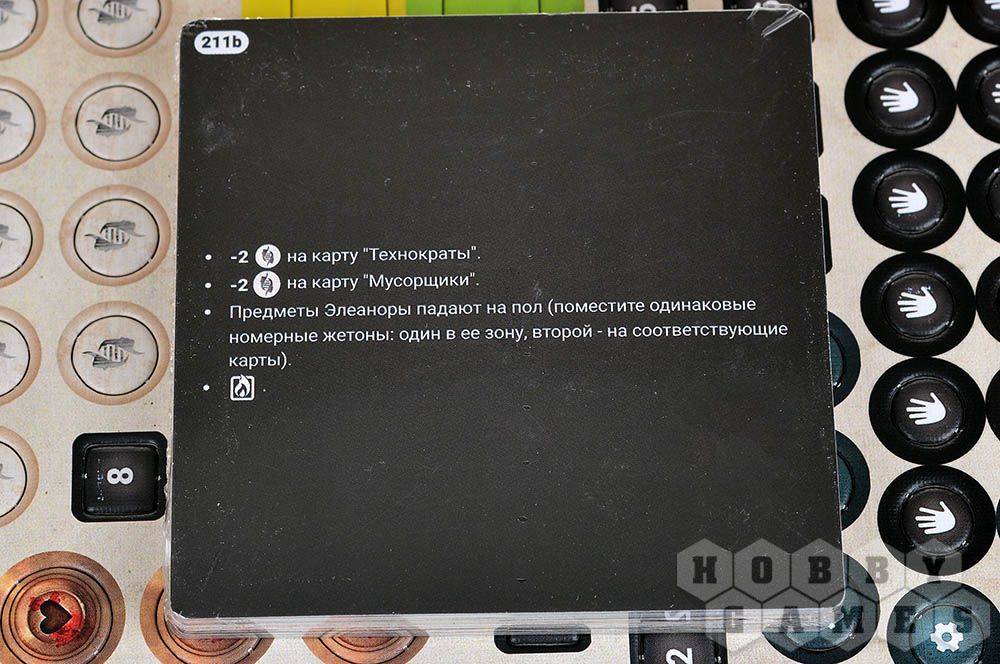 211b
-2 на карту "Технократы".
-2 на карту "Мусорщики".
Предметы Элеаноры падают на пол (поместите одинаковые
номерные жетоны: один в ее зону, второй - на соответствующие
карты).
.
8
2
HOBBY
GAMES